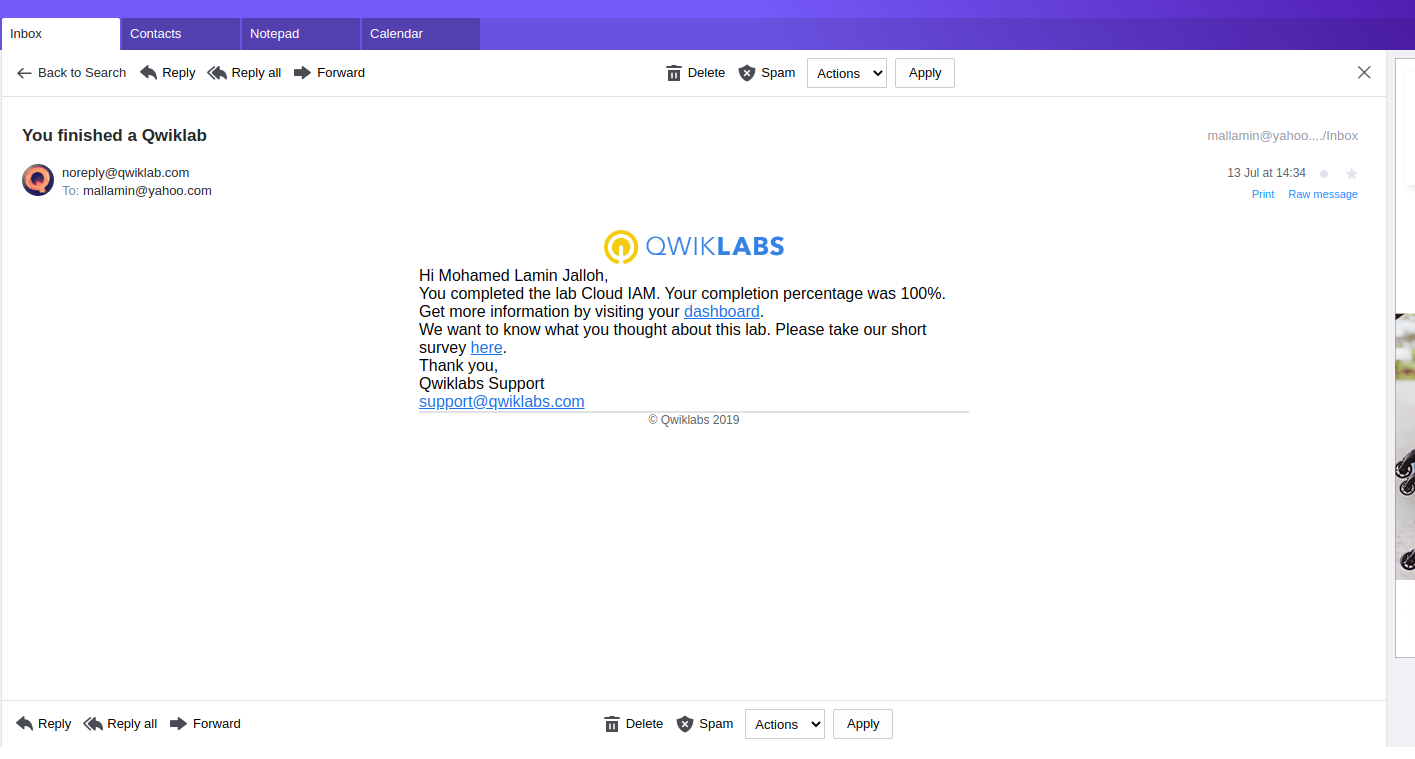 Inbox
Contacts
Notepad
Calendar
Back to Search Reply Reply all Forward Delete Spam Actions Apply
You finished a Qwiklab
mallamin@yahoo..../Inbox
noreply@qwiklab.com
13 Jul at 14:34
To: mallamin@yahoo.com
Print Raw message
QWIKLABS
Hi Mohamed Lamin Jalloh,
You completed the lab Cloud IAM. Your completion percentage was 100%.
Get more information by visiting your dashboard.
We want to know what you thought about this lab. Please take our short
survey here.
Thank you,
Qwiklabs Support
support@qwiklabs.com
© Qwiklabs 2019
Reply Reply all Forward Delete Spam Actions Apply